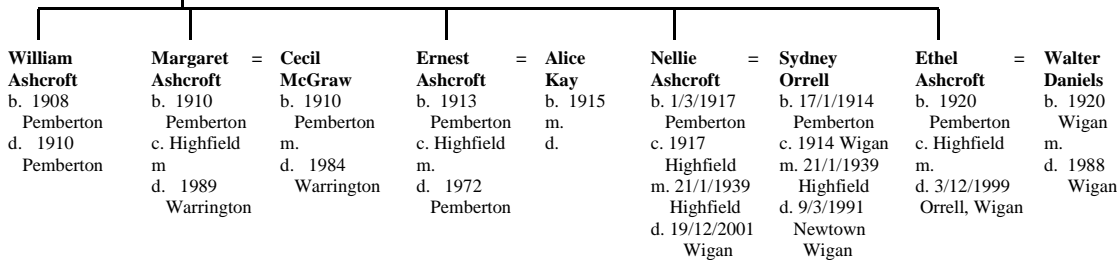 William
Ashcroft
b. 1908
Pemberton
d. 1910
Pemberton
Margaret =
Ashcroft
b. 1910
Pemberton
c. Highfield
m
d. 1989
Warrington
Cecil
McGraw
b. 1910
Pemberton
m.
d. 1984
Warrington
Ernest =
Ashcroft
b. 1913
Pemberton
c. Highfield
m.
d. 1972
Pemberton
Alice
Kay
b. 1915
m.
d.
Nellie =
Ashcroft
b. 1/3/1917
Pemberton
c. 1917
Highfield
m. 21/1/1939
Highfield
d. 19/12/2001
Wigan
Sydney
Orrell
b. 17/1/1914
Pemberton
c. 1914 Wigan
m. 21/1/1939
Highfield
d. 9/3/1991
Newtown
Wigan
Ethel =
Ashcroft
b. 1920
Pemberton
c. Highfield
m.
d. 3/12/1999
Orrell, Wigan
Walter
Daniels
b. 1920
Wigan
m.
d. 1988
Wigan